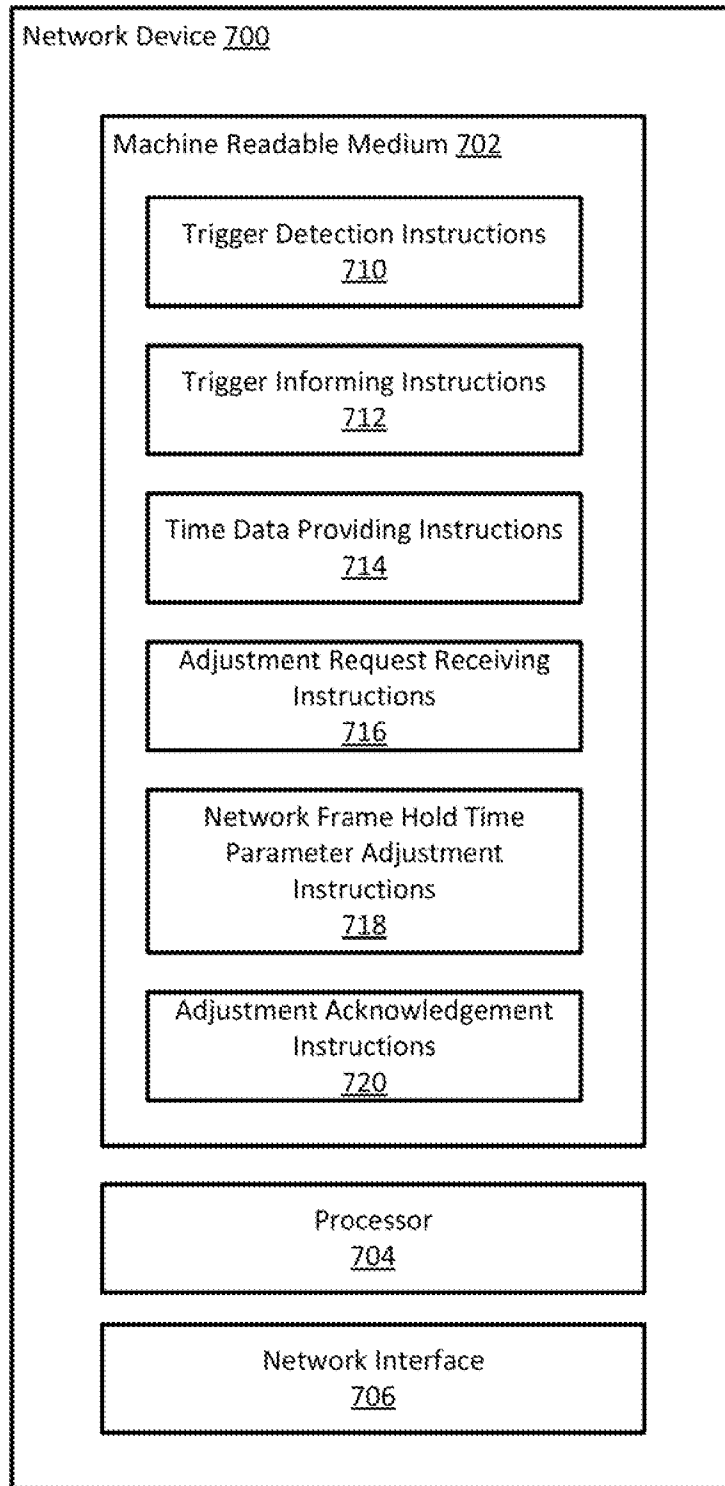 Network Device 700
Machine Readable Medium 702
Trigger Detection Instructions
710
Trigger Informing Instructions
712
Time Data Providing Instructions
714
Adjustment Request Receiving
Instructions
716
Network Frame Hold Time
Parameter Adjustment
Instructions
718
Adjustment Acknowledgement
Instructions
720
Processor
704
Network Interface
706